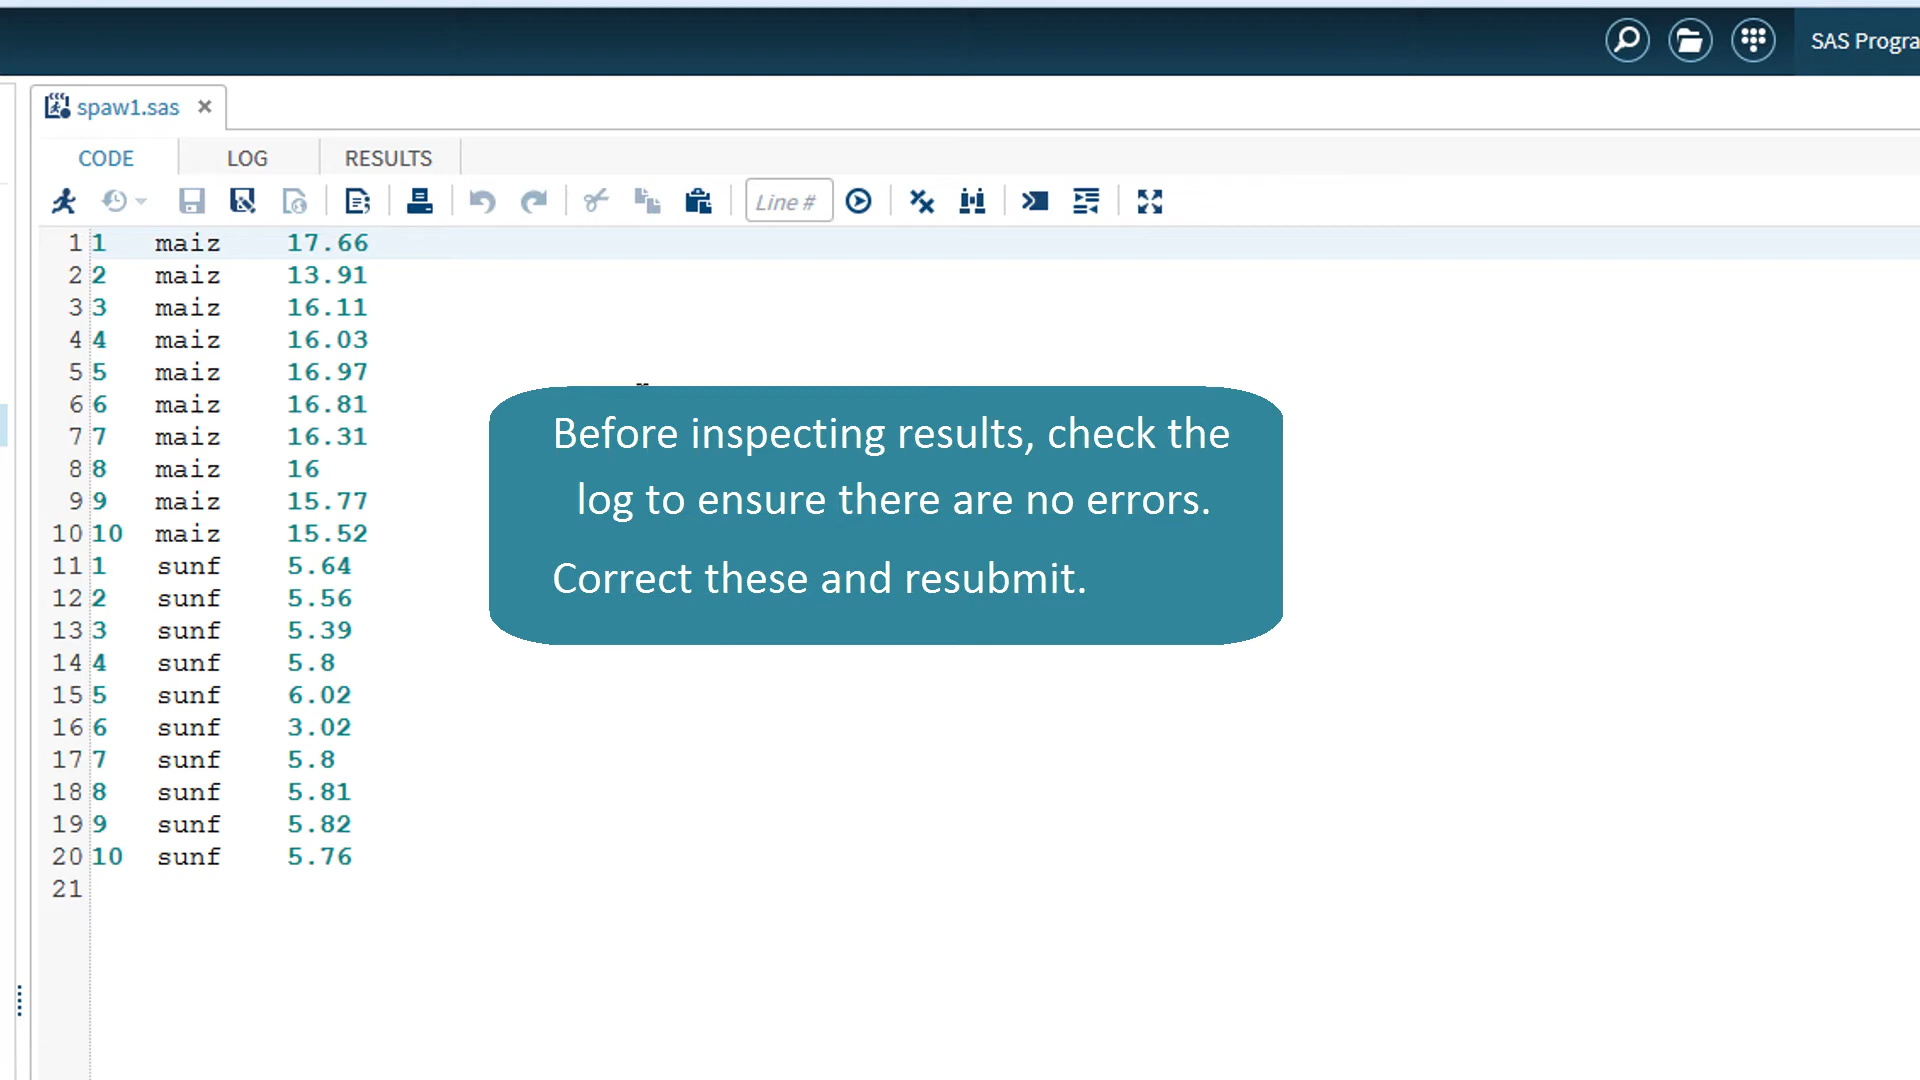 SAS Progra
spaw1.sas
CODE LOG RESULTS
Line #
1 1 maiz 17.66
2 2 maiz 13.91
3 3 maiz 16.11
4 4 maiz 16.03
5 5 maiz 16.97
6 6 maiz 16.81
7 7 maiz 16.31
8 8 maiz 16
9 9 maiz 15.77
10 10 maiz 15.52
11 1 sunf 5.64
12 2 sunf 5.56
13 3 sunf 5.39
14 4 sunf 5.8
15 5 sunf 6.02
16 6 sunf 3.02
17 7 sunf 5.8
18 8 sunf 5.81
19 9 sunf 5.82
20 10 sunf 5.76
21
Before inspecting results, check the
log to ensure there are no errors.
Correct these and resubmit.